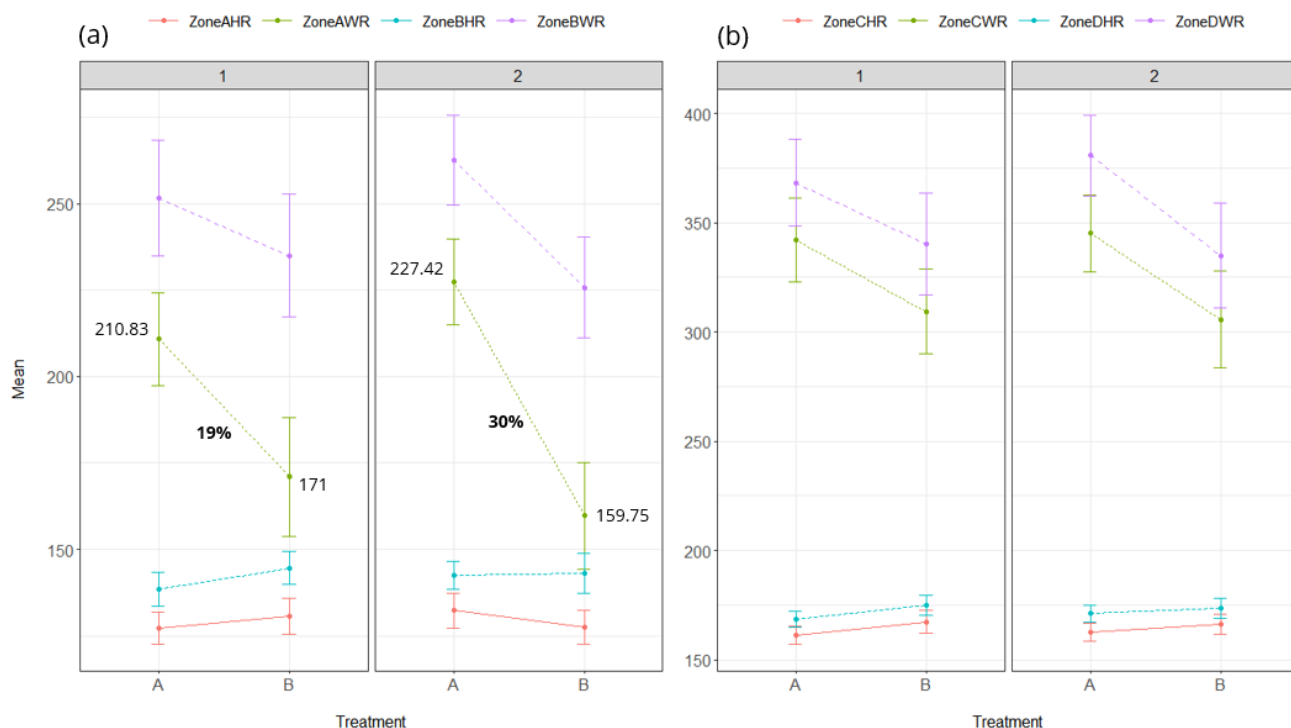 ZoneAHR ZoneAWR ZoneBHR ZoneBWR
(a)
1 2
250
200
150
Mean
210.83
19%
171
227.42
30%
159.75
A B A B
Treatment
ZoneCHR ZoneCWR ZoneDHR ZoneDWR
(b)
1 2
400
350
300
250
200
150
A B A B
Treatment